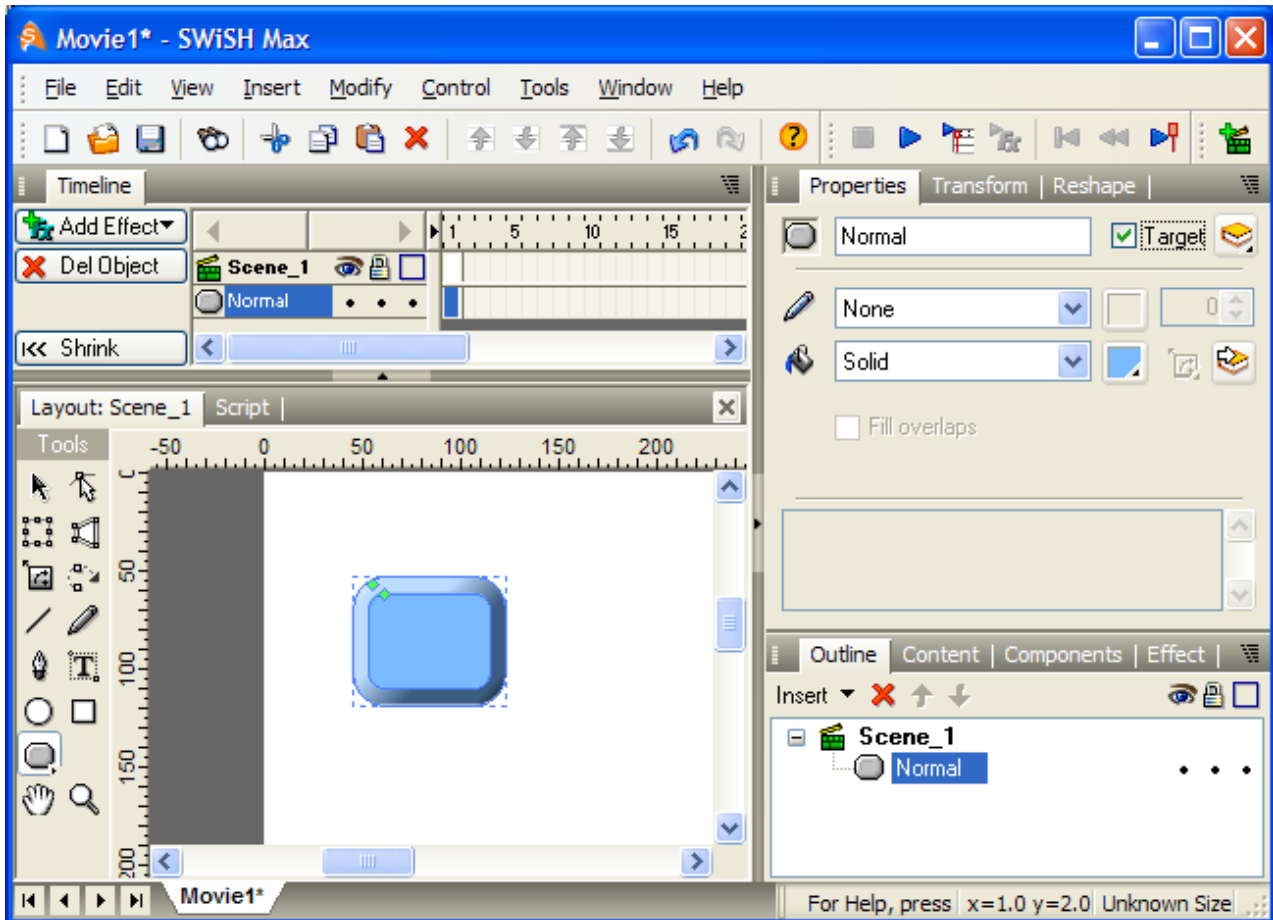 Movie1* - SWiSH Max
File Edit View Insert Modify Control Tools Window Help
Timeline
Properties Transform Reshape
Add Effect
1 5 10 15 2
Normal
Target
Del Object
Scene_1
Normal
None
0
Shrink
Solid
Layout: Scene_1 Script
Fill overlaps
Tools
-50 0 50 100 150 200
0
50
100
150
200
Outline Content Components Effect
Insert
Scene_1
Normal
Movie1*
For Help, press x=1.0 y=2.0 Unknown Size